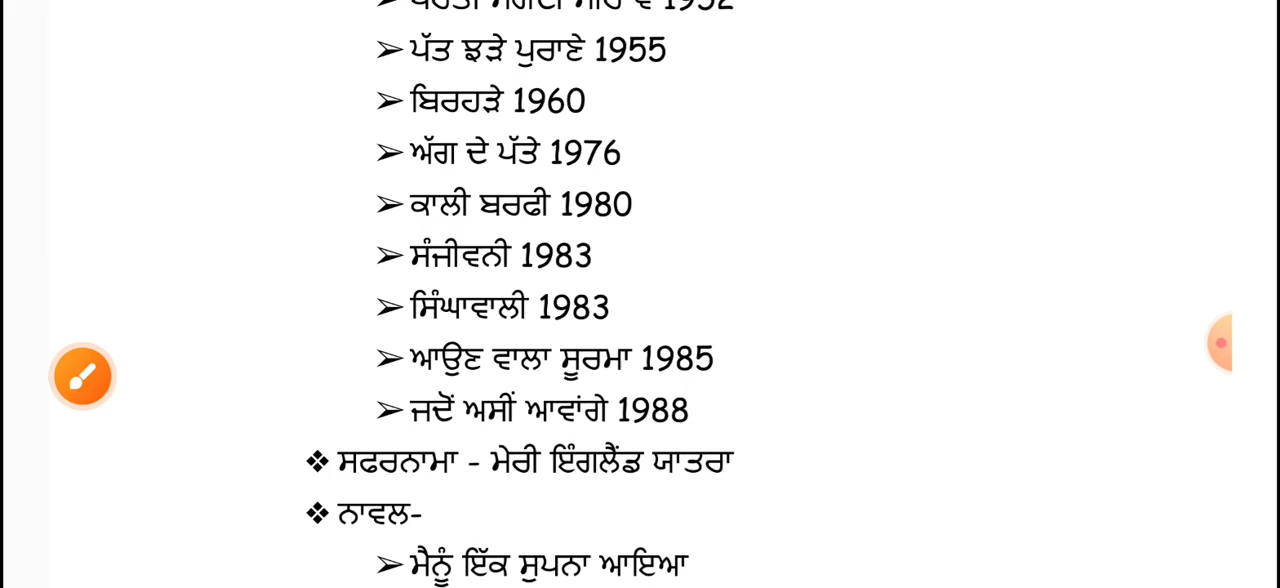 ➢ ਪੱਤ ਝੜੇ ਪੁਰਾਣੇ 1955
➢ ਬਿਰਹੜੇ 1960
➢ ਅੱਗ ਦੇ ਪੱਤੇ 1976
➢ ਕਾਲੀ ਬਰਫੀ 1980
➢ ਸੰਜੀਵਨੀ 1983
➢ ਸਿੰਘਾਵਾਲੀ 1983
➢ ਆਉਣ ਵਾਲਾ ਸੂਰਮਾ 1985
➢ ਜਦੋਂ ਅਸੀਂ ਆਵਾਂਗੇ 1988
❖ ਸਫਰਨਾਮਾ - ਮੇਰੀ ਇੰਗਲੈਂਡ ਯਾਤਰਾ
❖ ਨਾਵਲ-
➢ ਮੈਨੂੰ ਇੱਕ ਸੁਪਨਾ ਆਇਆ